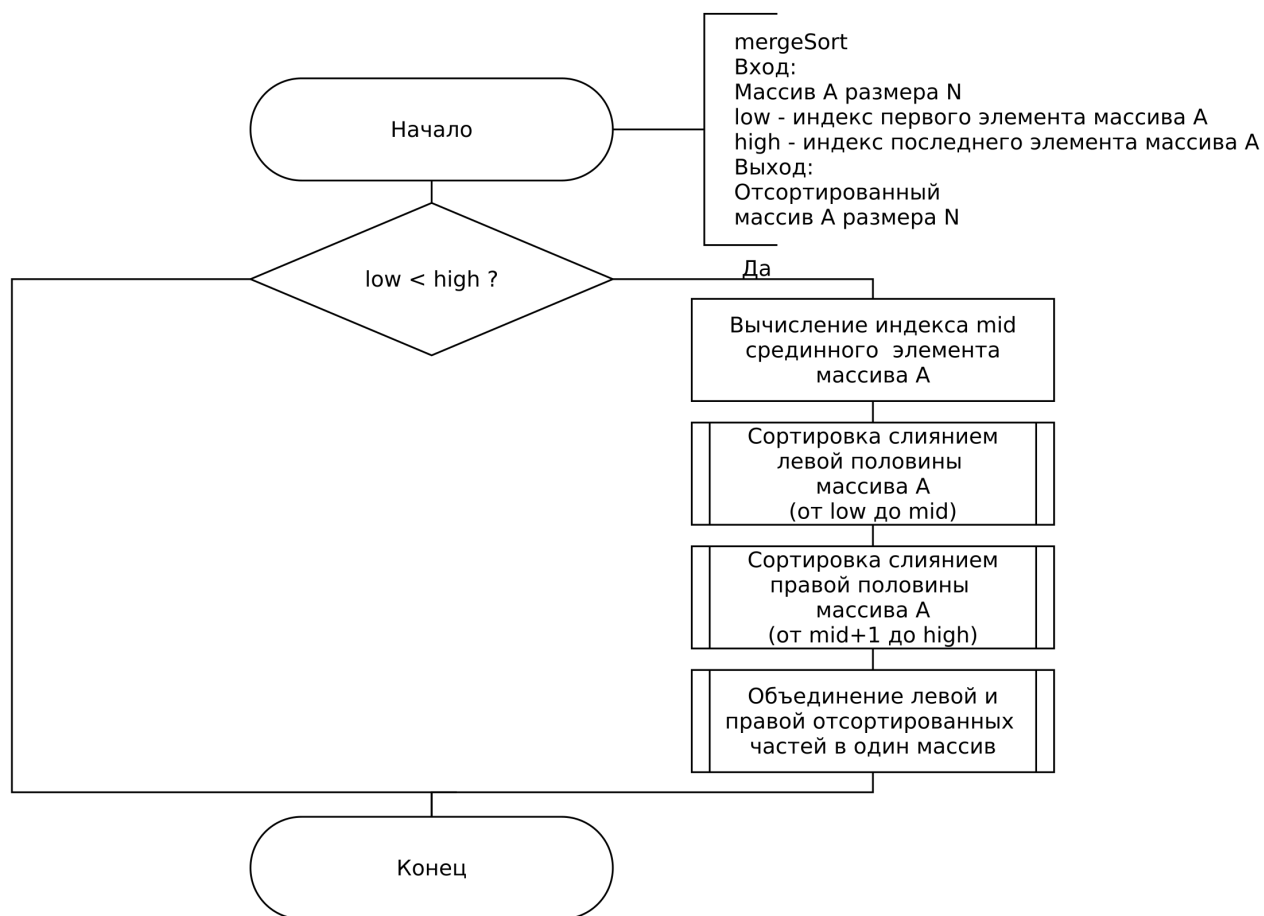 mergeSort
Вход:
Массив A размера N
low - индекс первого элемента массива A
high - индекс последнего элемента массива A
Выход:
Отсортированный
массив A размера N
Начало
low < high ?
Да
Вычисление индекса mid
срединного элемента
массива A
Сортировка слиянием
левой половины
массива A
(от low до mid)
Сортировка слиянием
правой половины
массива A
(от mid+1 до high)
Объединение левой и
правой отсортированных
частей в один массив
Конец